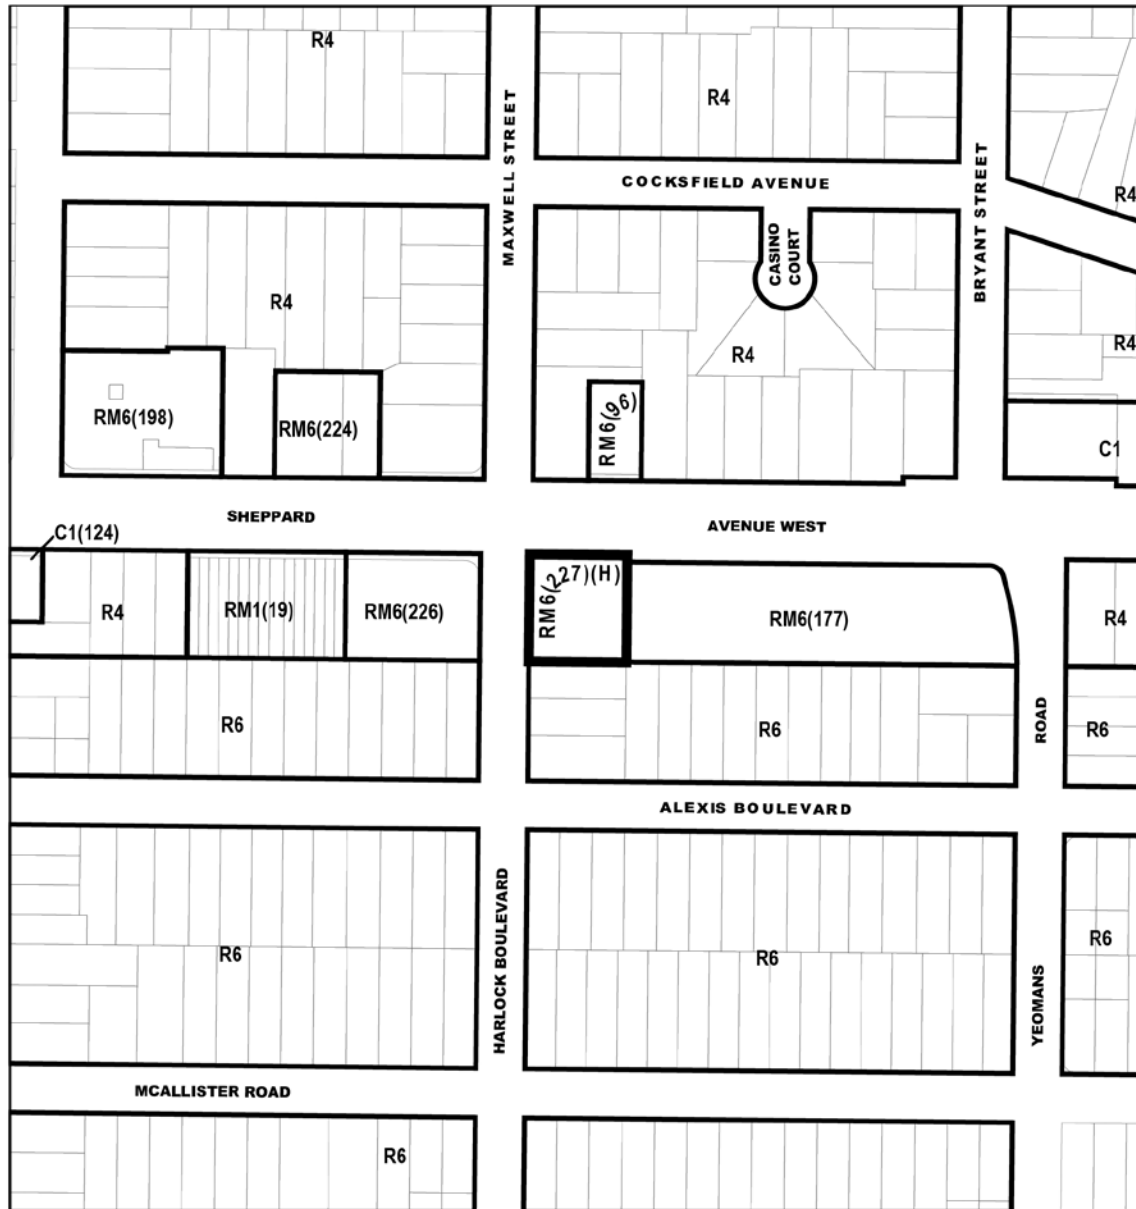 R4
R4
MAXWELL STREET
COCKSFIELD AVENUE
BRYANT STREET
R4
CASINO
COURT
R4
R4
R4
RM6(198)
RM6(224)
RM6(96)
C1
SHEPPARD
AVENUE WEST
C1(124)
R4
RM1(19)
RM6(226)
RM6(227)(H)
RM6(177)
R4
R6
R6
ROAD
R6
ALEXIS BOULEVARD
HARLOCK BOULEVARD
R6
R6
R6
YEOMANS
MCALLISTER ROAD
R6